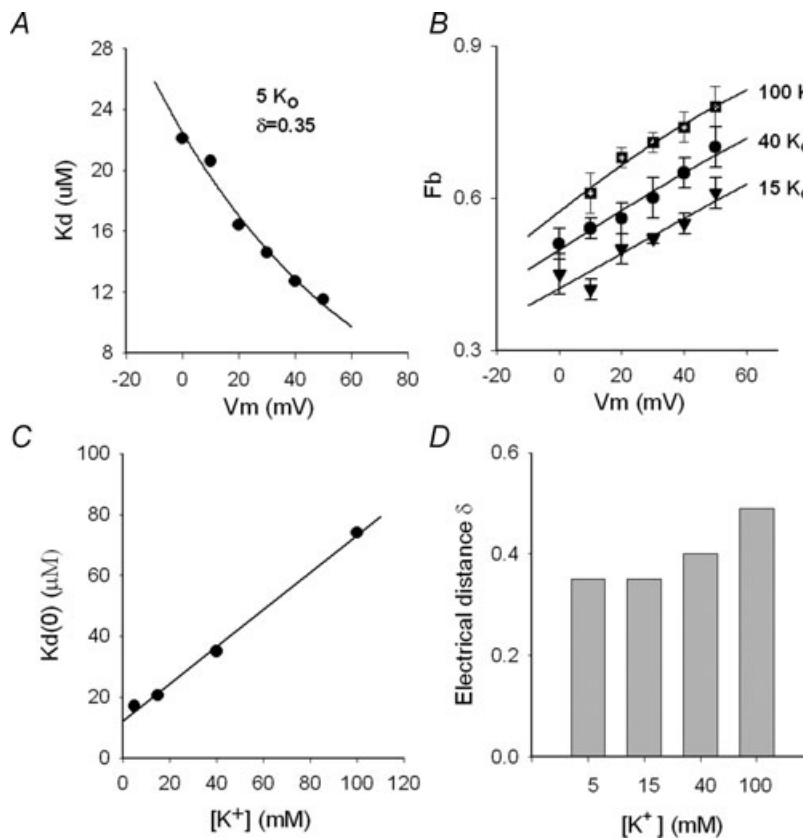 A
28
24
20
16
12
8
Kd (uM)
5 Ko
δ=0.35
-20 0 20 40 60 80
Vm (mV)
B
0.9
0.6
0.3
Fb
100 K
40 K
15 K
-20 0 20 40 60
Vm (mV)
C
100
80
60
40
20
0
Kd(0) (μM)
0 20 40 60 80 100 120
[K+] (mM)
D
0.6
0.4
0.2
0.0
Electrical distance δ
5 15 40 100
[K+] (mM)